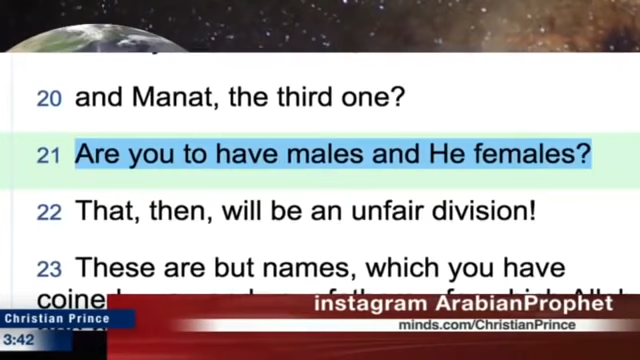 20 and Manat, the third one?
21 Are you to have males and He females?
22 That, then, will be an unfair division!
23 These are but names, which you have
instagram ArabianProphet
Christian Prince
minds.com/ChristianPrince
3:42